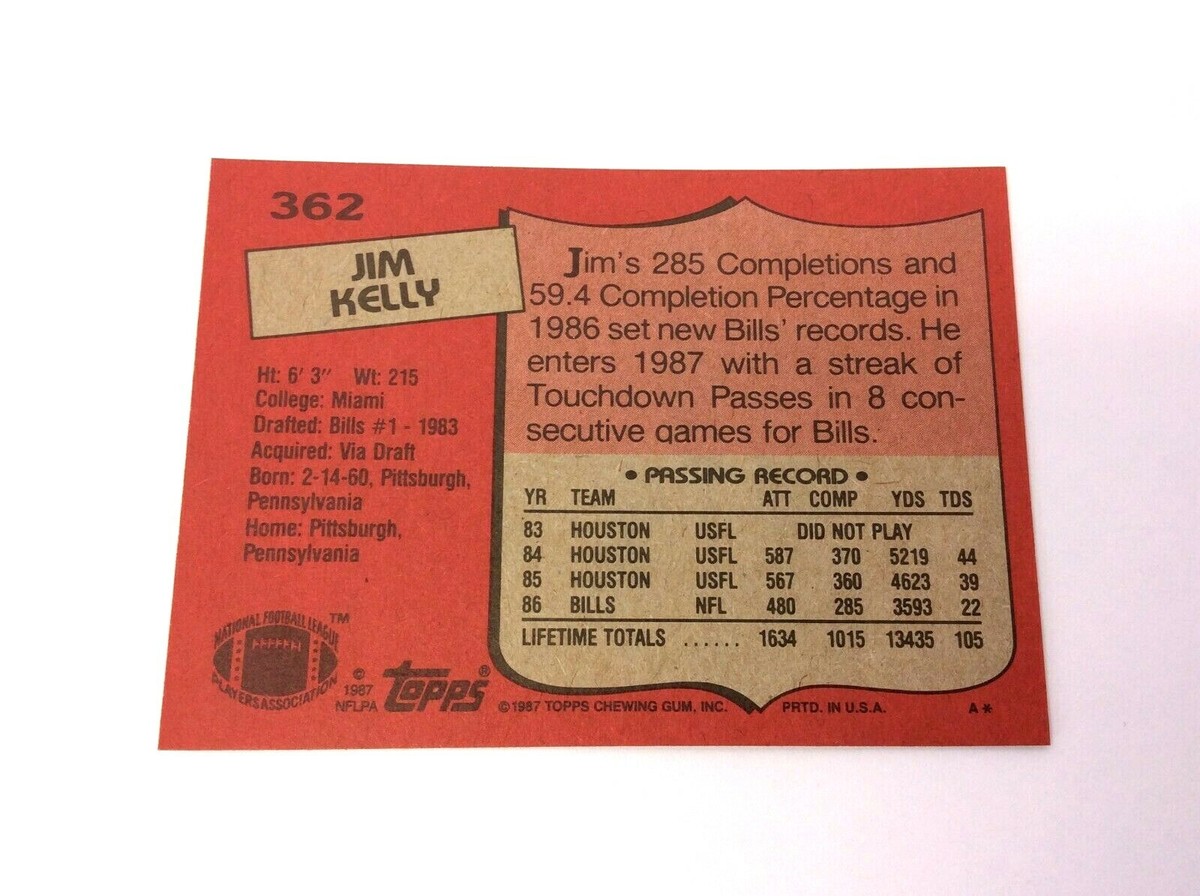 362
JIM
KELLY
Ht: 6' 3" Wt: 215
College: Miami
Drafted: Bills #1 - 1983
Acquired: Via Draft
Born: 2-14-60, Pittsburgh,
Pennsylvania
Home: Pittsburgh,
Pennsylvania
Jim's 285 Completions and
59.4 Completion Percentage in
1986 set new Bills' records. He
enters 1987 with a streak of
Touchdown Passes in 8 con-
secutive games for Bills.
• PASSING RECORD •
YR TEAM ATT COMP YDS TDS
83 HOUSTON USFL DID NOT PLAY
84 HOUSTON USFL 587 370 5219 44
85 HOUSTON USFL 567 360 4623 39
86 BILLS NFL 480 285 3593 22
LIFETIME TOTALS ...... 1634 1015 13435 105
NATIONAL FOOTBALL LEAGUE ™
PLAYERS ASSOCIATION
© 1987 NFLPA
topps®
©1987 TOPPS CHEWING GUM, INC. PRTD. IN U.S.A. A*